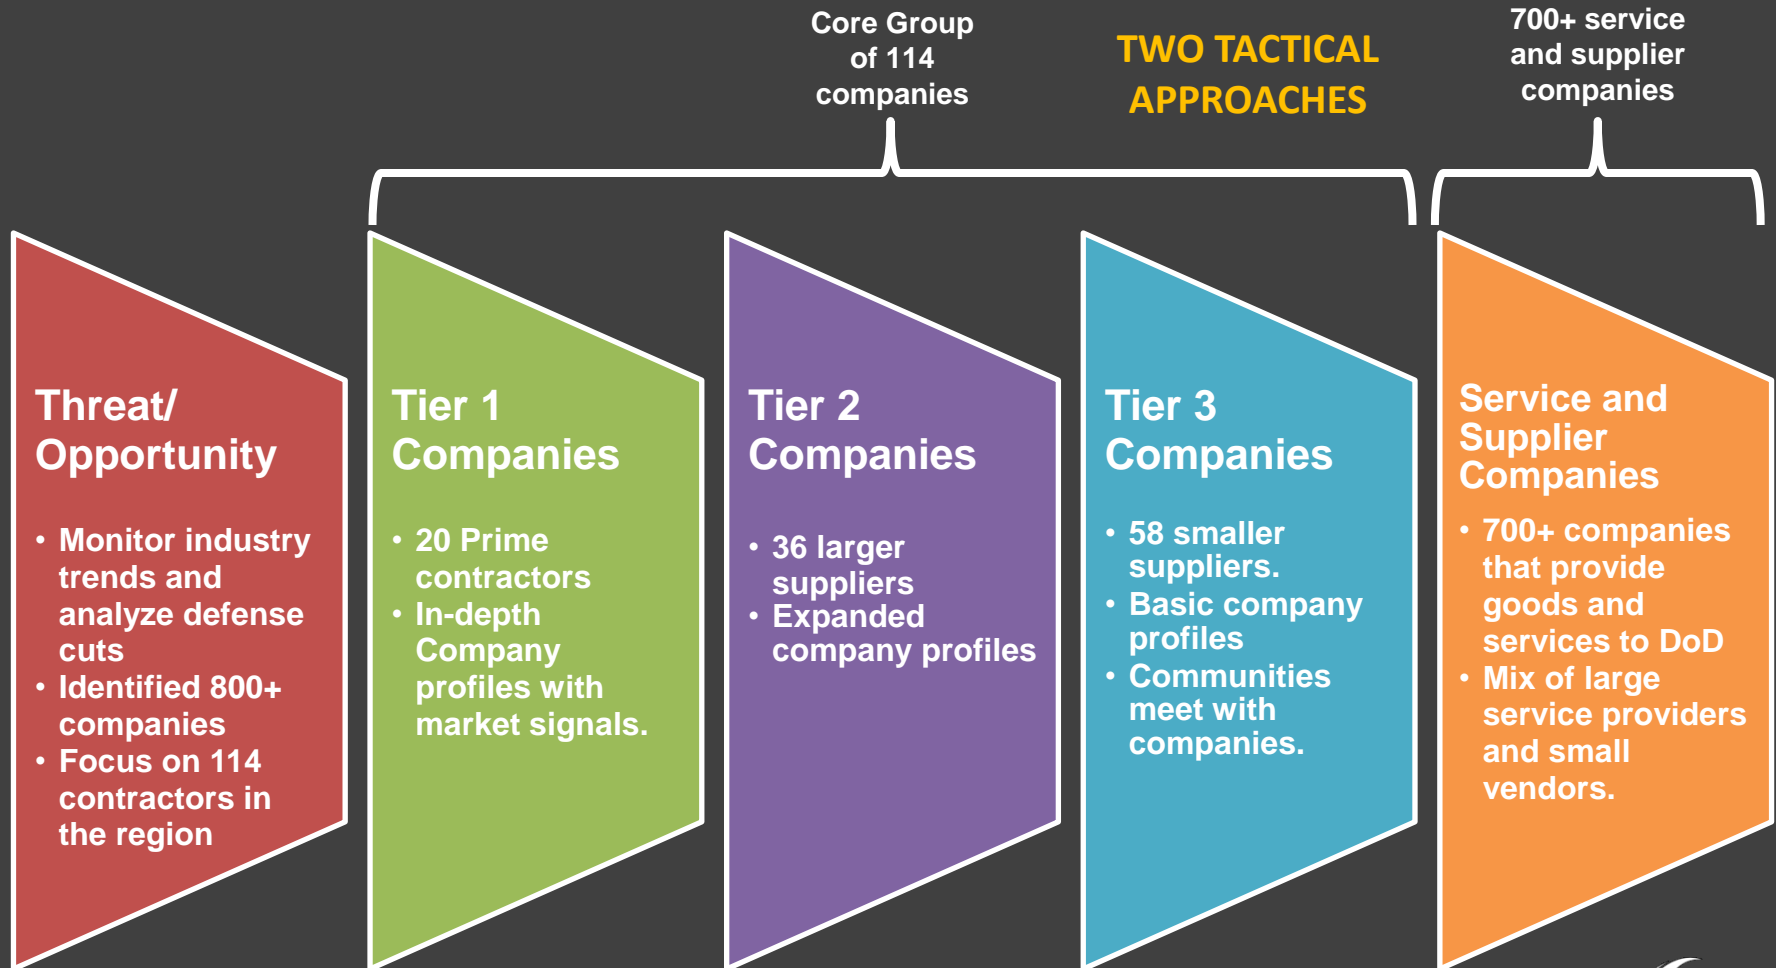 Core Group
of 114
companies
TWO TACTICAL
APPROACHES
700+ service
and supplier
companies
Threat/
Opportunity
• Monitor industry
trends and
analyze defense
cuts
• Identified 800+
companies
• Focus on 114
contractors in
the region
Tier 1
Companies
• 20 Prime
contractors
• In-depth
Company
profiles with
market signals.
Tier 2
Companies
• 36 larger
suppliers
• Expanded
company profiles
Tier 3
Companies
• 58 smaller
suppliers.
• Basic company
profiles
• Communities
meet with
companies.
Service and
Supplier
Companies
• 700+ companies
that provide
goods and
services to DoD
• Mix of large
service providers
and small
vendors.